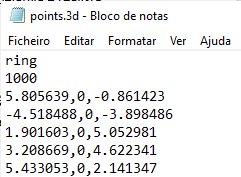 points.3d - Bloco de notas
Ficheiro Editar Formatar Ver Ajuda
ring
1000
5.805639,0,-0.861423
-4.518488,0,-3.898486
1.901603,0,5.052981
3.208669,0,4.622341
5.433053,0,2.141347